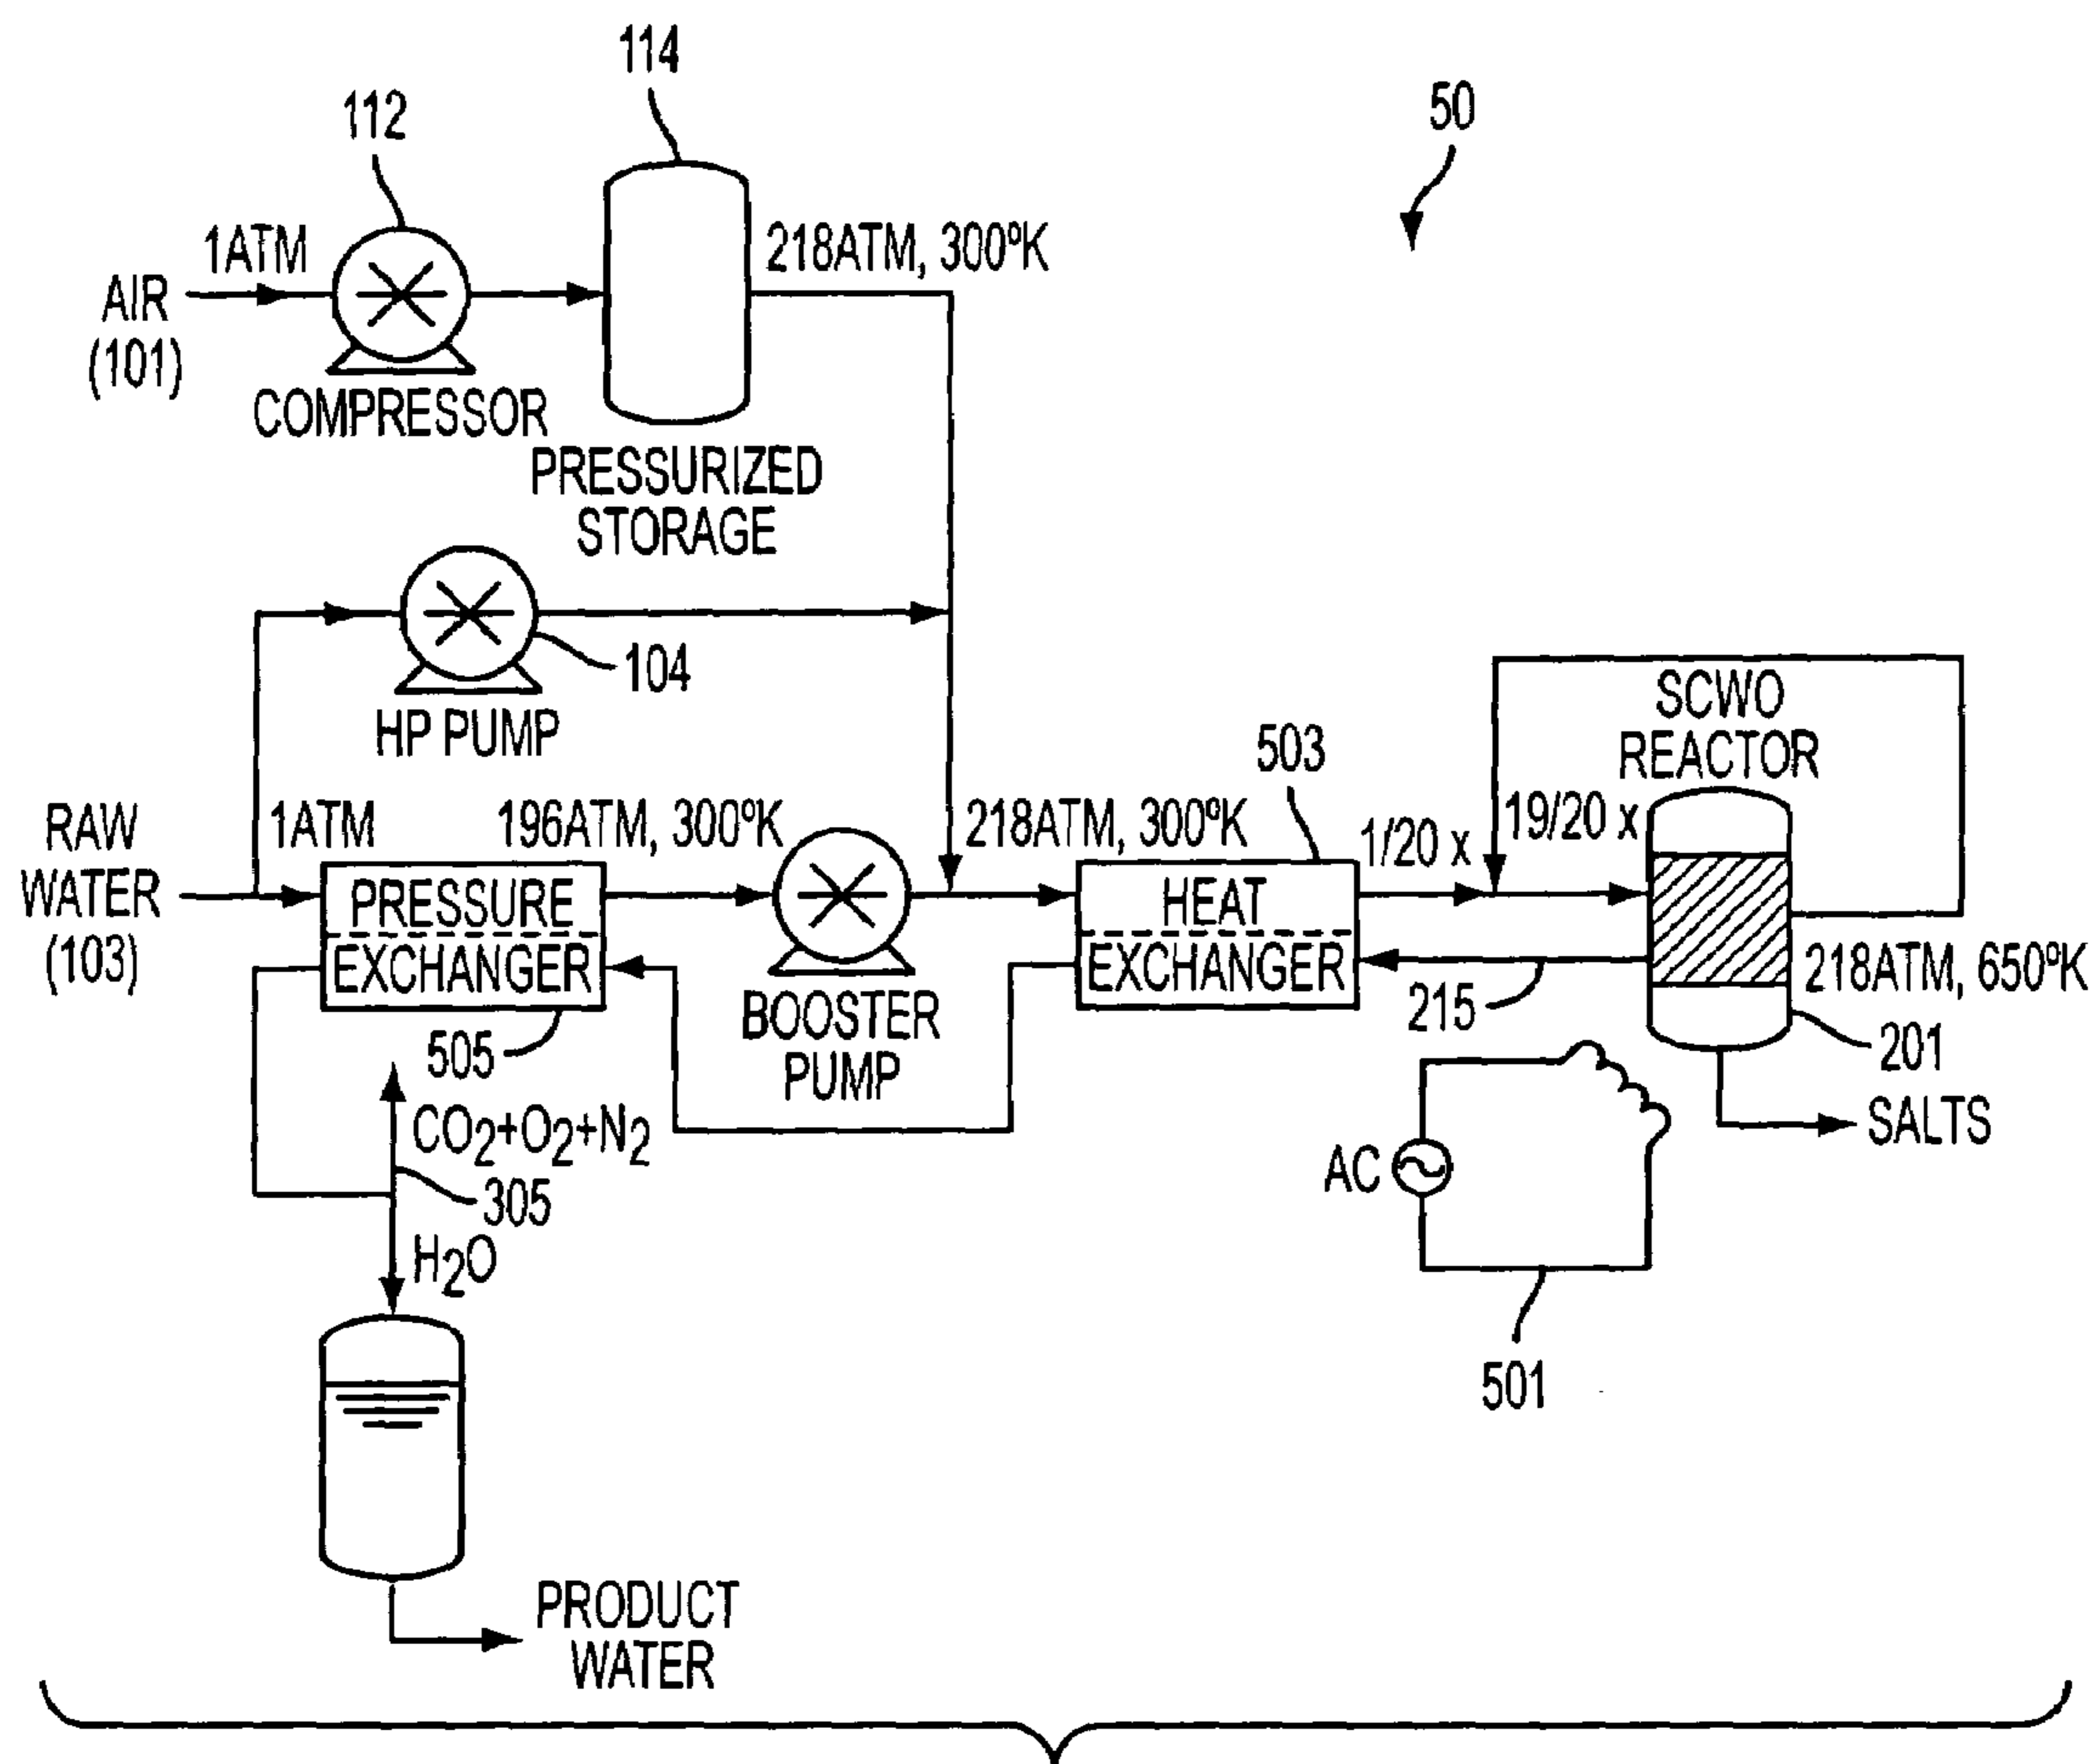 114
50
112
1ATM
218ATM, 300°K
AIR
(101)
COMPRESSOR
PRESSURIZED
STORAGE
104
HP PUMP
SCWO
REACTOR
503
RAW
WATER
(103)
1ATM
196ATM, 300°K
218ATM, 300°K
1/20 x
19/20 x
PRESSURE
EXCHANGER
HEAT
EXCHANGER
218ATM, 650°K
215
BOOSTER
PUMP
505
201
CO2+O2+N2
SALTS
AC
305
H2O
501
PRODUCT
WATER